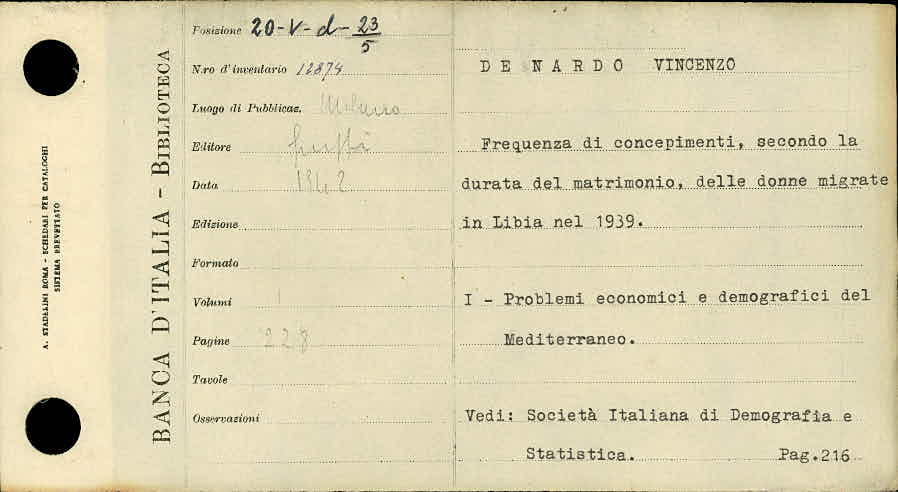 A. STADERINI ROMA - SCHEDARI PER CATALOGHI
SISTEMA BREVETTATO
BANCA D'ITALIA - BIBLIOTECA
Posizione 20-V-d-23/5
N.ro d'inventario 12874
Luogo di Pubblicaz. Milano
Editore
Data 1942
Edizione
Formato
Volumi 1
Pagine 228
Tavole
Osservazioni
DE NARDO VINCENZO
Frequenza di concepimenti, secondo la
durata del matrimonio, delle donne migrate
in Libia nel 1939.
I - Problemi economici e demografici del
Mediterraneo.
Vedi: Società Italiana di Demografia e
Statistica. Pag.216